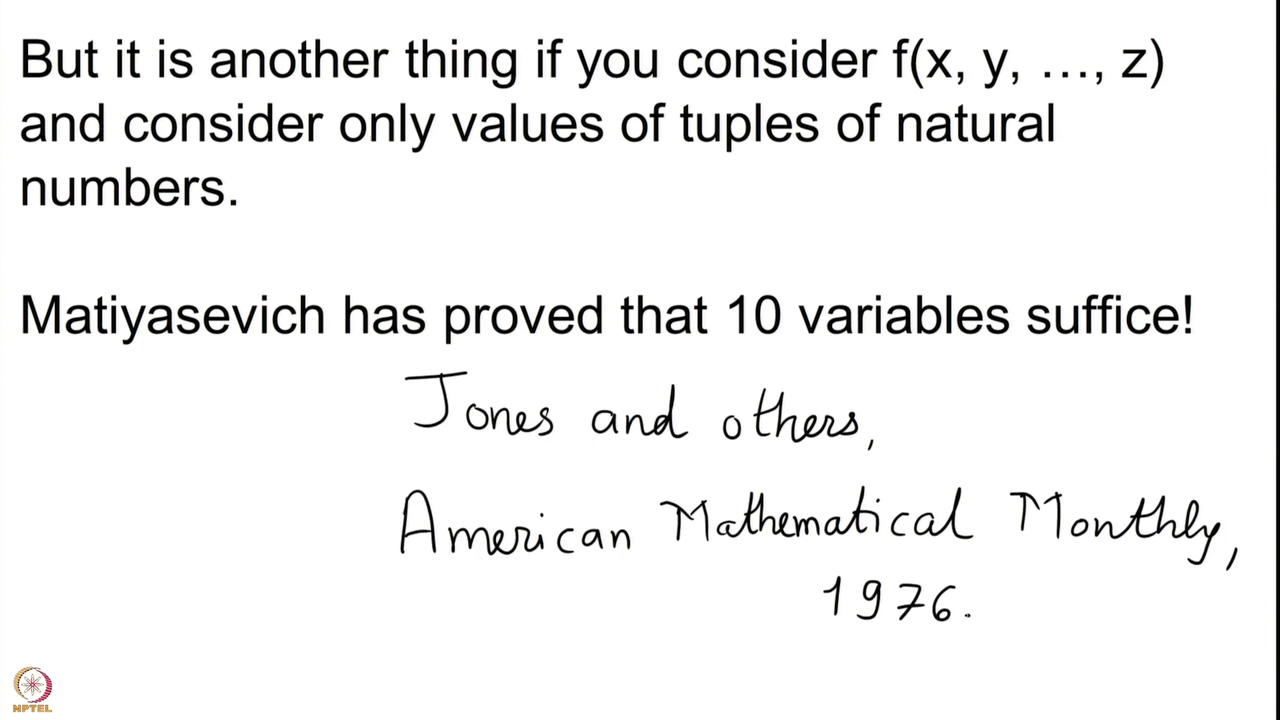 But it is another thing if you consider f(x, y, …, z)
and consider only values of tuples of natural
numbers.
Matiyasevich has proved that 10 variables suffice!
Jones and others,
American Mathematical Monthly,
1976.
NPTEL